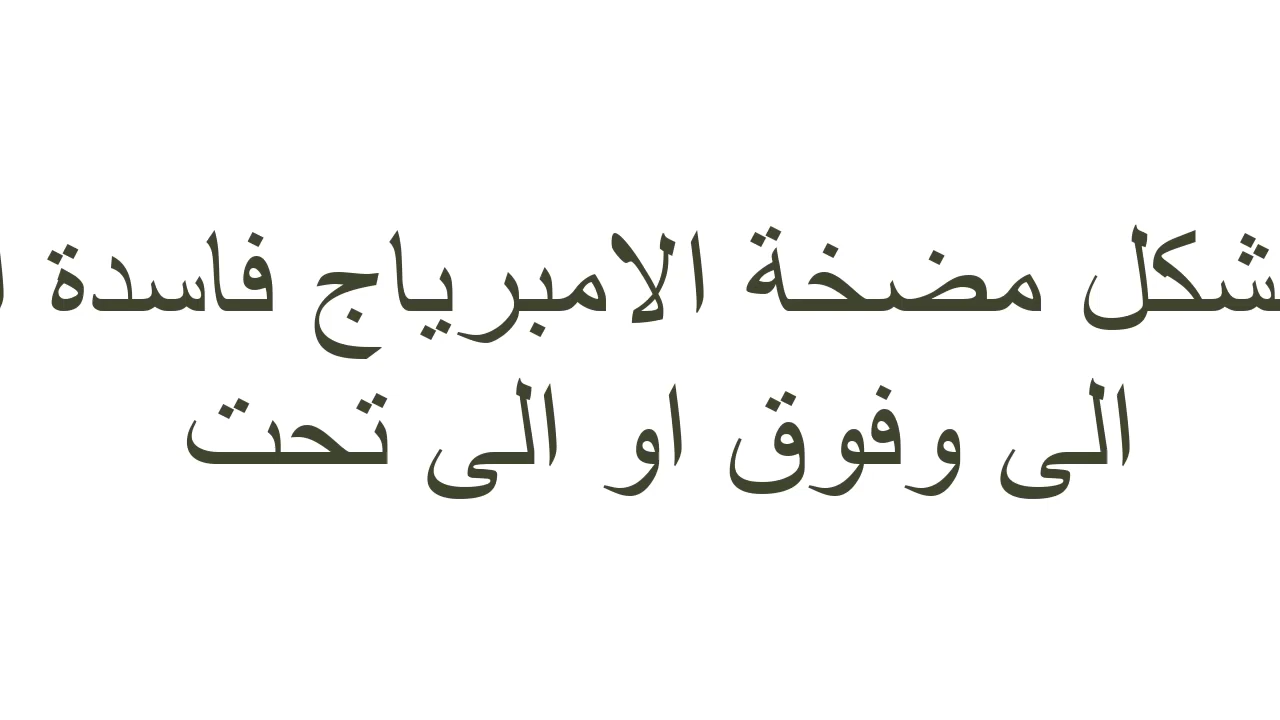 شكل مضخة الامبرياج فاسدة ا
الى وفوق او الى تحت